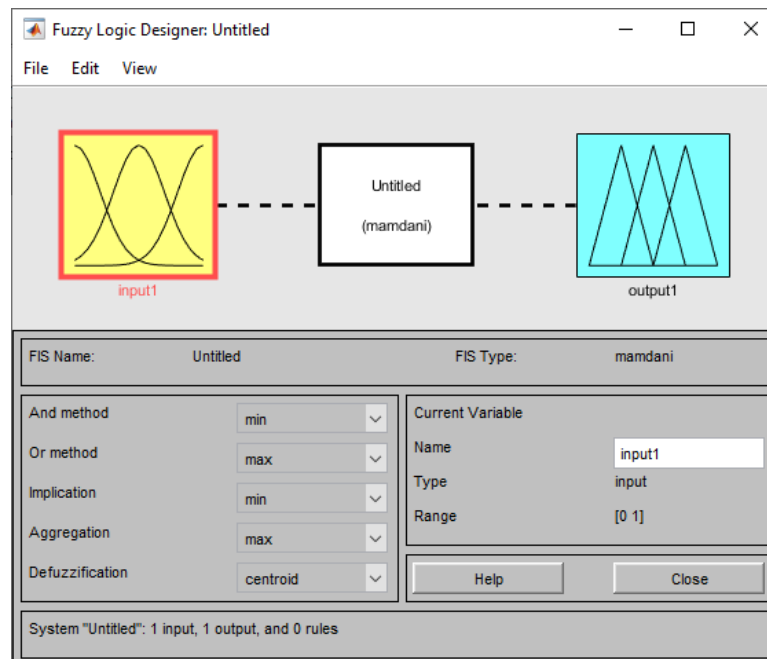 Fuzzy Logic Designer: Untitled
File Edit View
Untitled
(mamdani)
input1
output1
FIS Name: Untitled
FIS Type: mamdani
And method min
Or method max
Implication min
Aggregation max
Defuzzification centroid
Current Variable
Name input1
Type input
Range [0 1]
Help Close
System "Untitled": 1 input, 1 output, and 0 rules